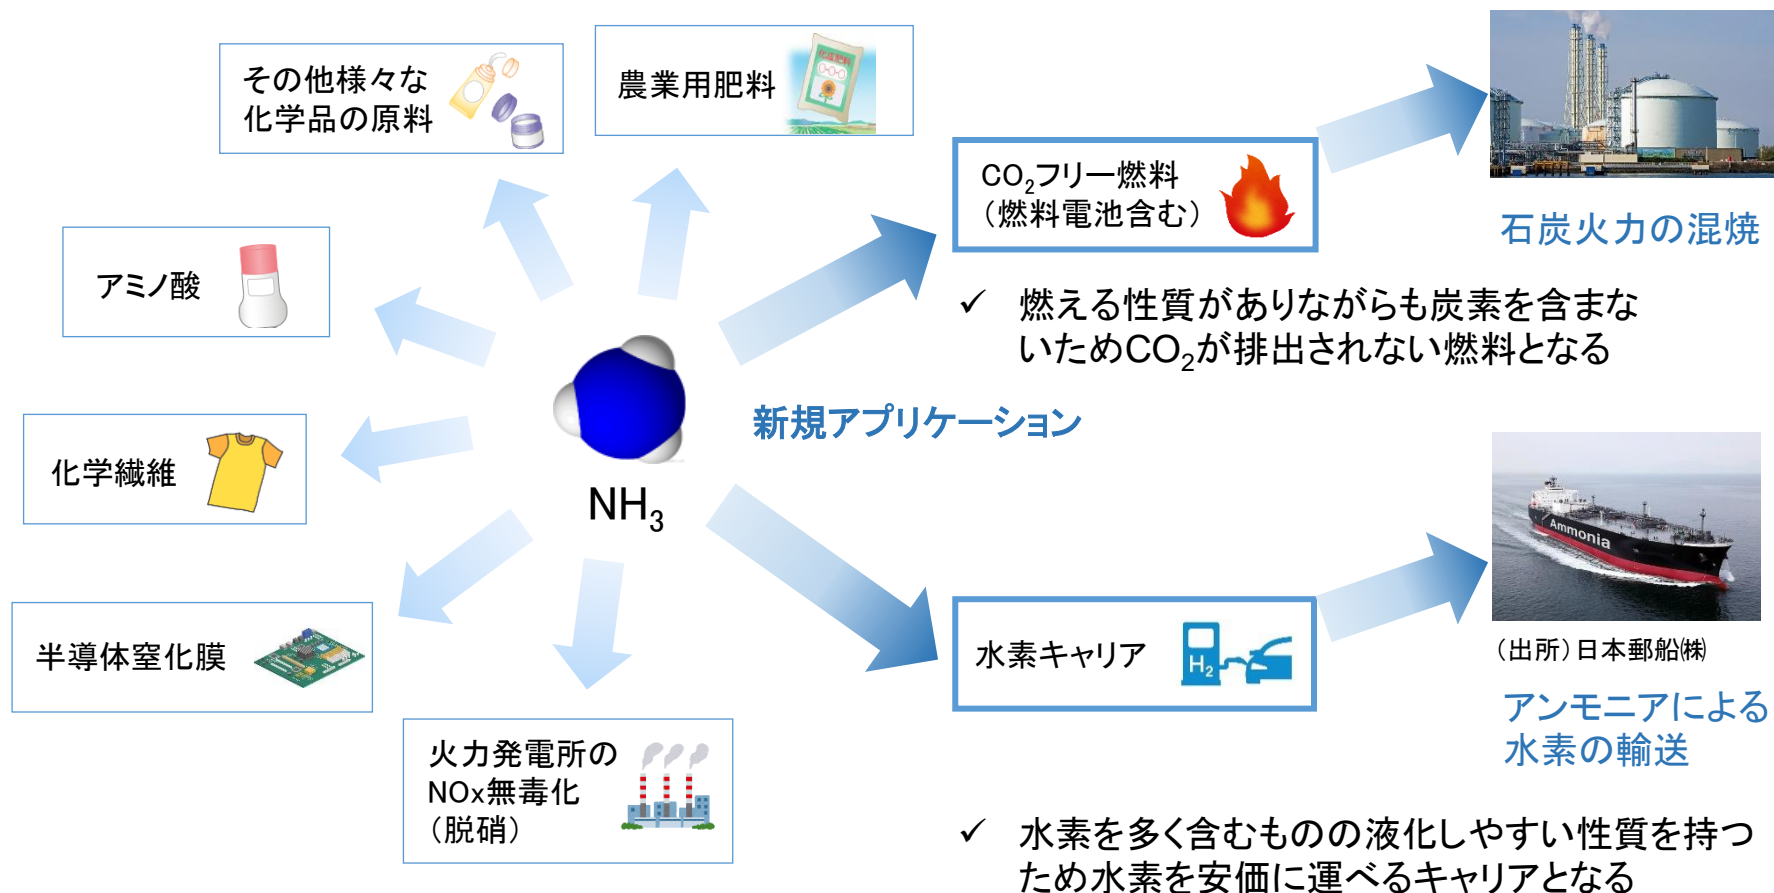 その他様々な
化学品の原料
農業用肥料
化成肥料
CO₂フリー燃料
（燃料電池含む）
石炭火力の混焼
アミノ酸
✓ 燃える性質がありながらも炭素を含まな
いためCO₂が排出されない燃料となる
新規アプリケーション
化学繊維
NH₃
Ammonia
半導体窒化膜
水素キャリア
H₂
（出所）日本郵船㈱
アンモニアによる
水素の輸送
火力発電所の
NOx無毒化
（脱硝）
✓ 水素を多く含むものの液化しやすい性質を持つ
ため水素を安価に運べるキャリアとなる